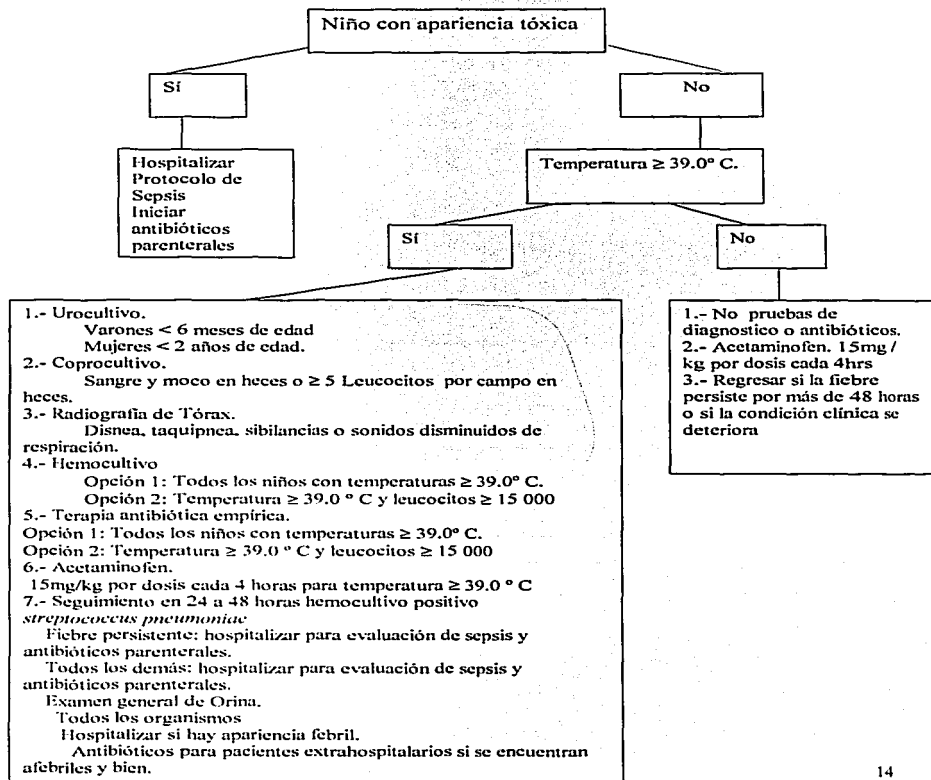 Niño con apariencia tóxica
Sí
No
Hospitalizar
Protocolo de
Sepsis
Iniciar
antibióticos
parenterales
Temperatura ≥ 39.0º C.
Sí
No
1.- Urocultivo.
Varones < 6 meses de edad
Mujeres < 2 años de edad.
2.- Coprocultivo.
Sangre y moco en heces o ≥ 5 Leucocitos por campo en
heces.
3.- Radiografía de Tórax.
Disnea, taquipnea, sibilancias o sonidos disminuidos de
respiración.
4.- Hemocultivo
Opción 1: Todos los niños con temperaturas ≥ 39.0º C.
Opción 2: Temperatura ≥ 39.0 º C y leucocitos ≥ 15 000
5.- Terapia antibiótica empírica.
Opción 1: Todos los niños con temperaturas ≥ 39.0º C.
Opción 2: Temperatura ≥ 39.0 º C y leucocitos ≥ 15 000
6.- Acetaminofen.
15mg/kg por dosis cada 4 horas para temperatura ≥ 39.0 º C
7.- Seguimiento en 24 a 48 horas hemocultivo positivo
streptococcus pneumoniae
Fiebre persistente: hospitalizar para evaluación de sepsis y
antibióticos parenterales.
Todos los demás: hospitalizar para evaluación de sepsis y
antibióticos parenterales.
Examen general de Orina.
Todos los organismos
Hospitalizar si hay apariencia febril.
Antibióticos para pacientes extrahospitalarios si se encuentran
afebriles y bien.
1.- No pruebas de
diagnostico o antibióticos.
2.- Acetaminofen. 15mg /
kg por dosis cada 4hrs
3.- Regresar si la fiebre
persiste por más de 48 horas
o si la condición clínica se
deteriora
14